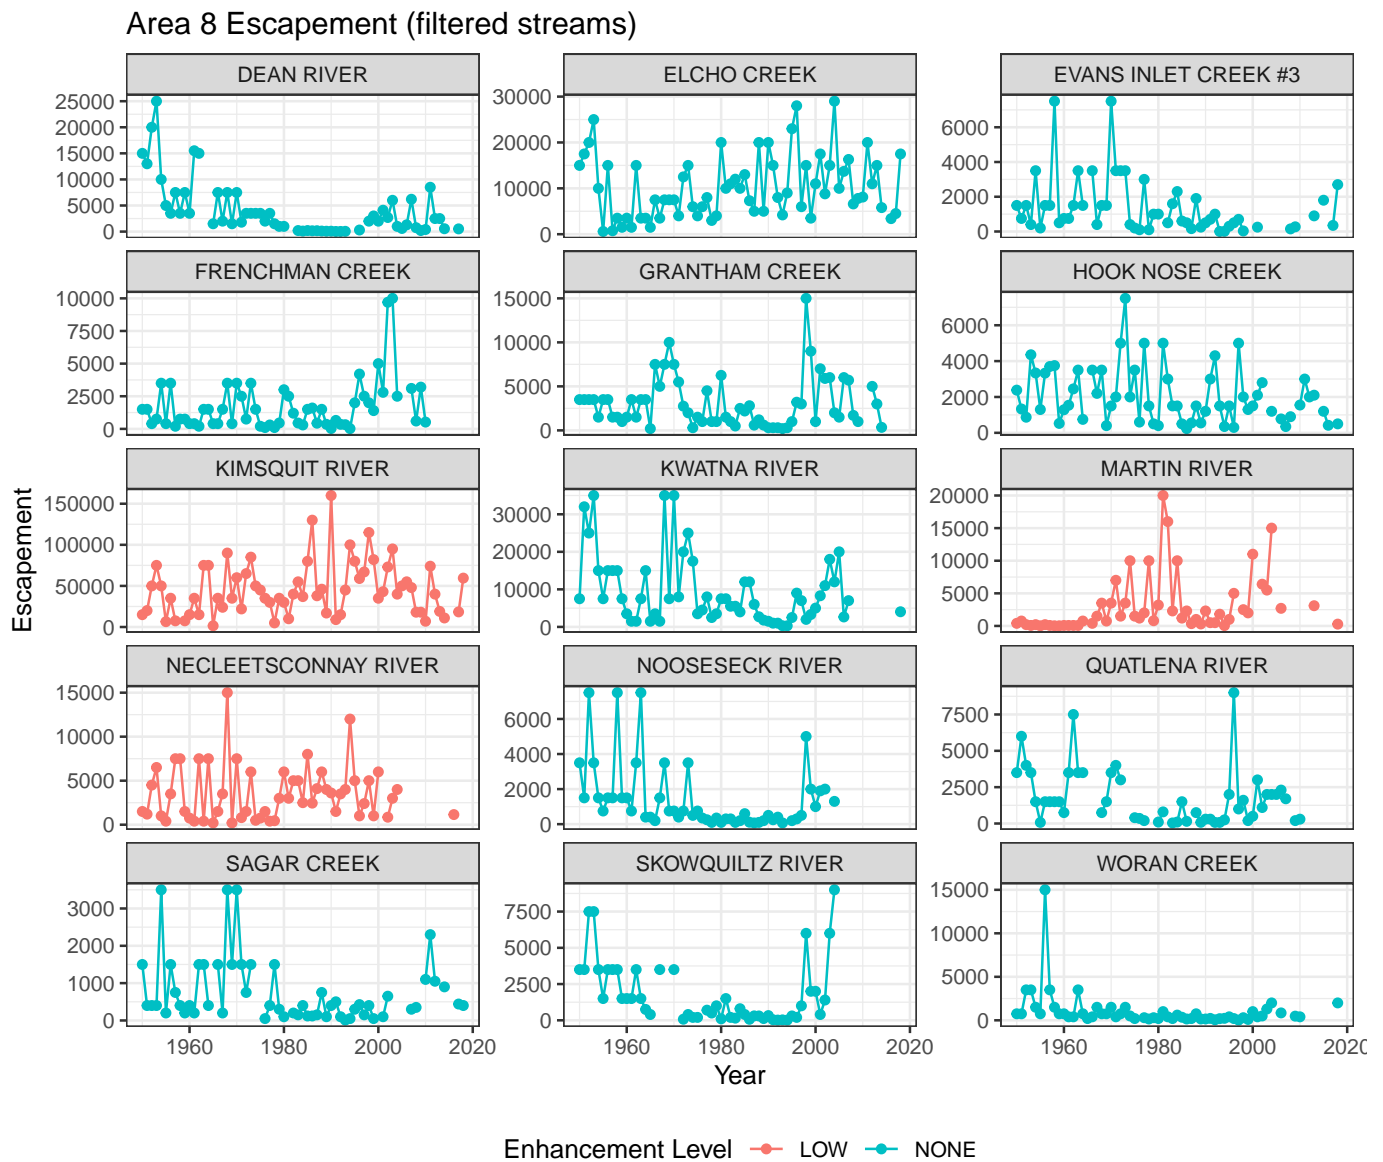 Area 8 Escapement (filtered streams)
DEAN RIVER
ELCHO CREEK
EVANS INLET CREEK #3
25000
20000
15000
10000
5000
0
30000
20000
10000
0
6000
4000
2000
0
FRENCHMAN CREEK
GRANTHAM CREEK
HOOK NOSE CREEK
10000
7500
5000
2500
0
15000
10000
5000
0
6000
4000
2000
0
KIMSQUIT RIVER
KWATNA RIVER
MARTIN RIVER
150000
100000
50000
0
30000
20000
10000
0
20000
15000
10000
5000
0
Escapement
NECLEETSCONNAY RIVER
NOOSESECK RIVER
QUATLENA RIVER
15000
10000
5000
0
6000
4000
2000
0
7500
5000
2500
0
SAGAR CREEK
SKOWQUILTZ RIVER
WORAN CREEK
3000
2000
1000
0
7500
5000
2500
0
15000
10000
5000
0
1960 1980 2000 2020
1960 1980 2000 2020
1960 1980 2000 2020
Year
Enhancement Level LOW NONE